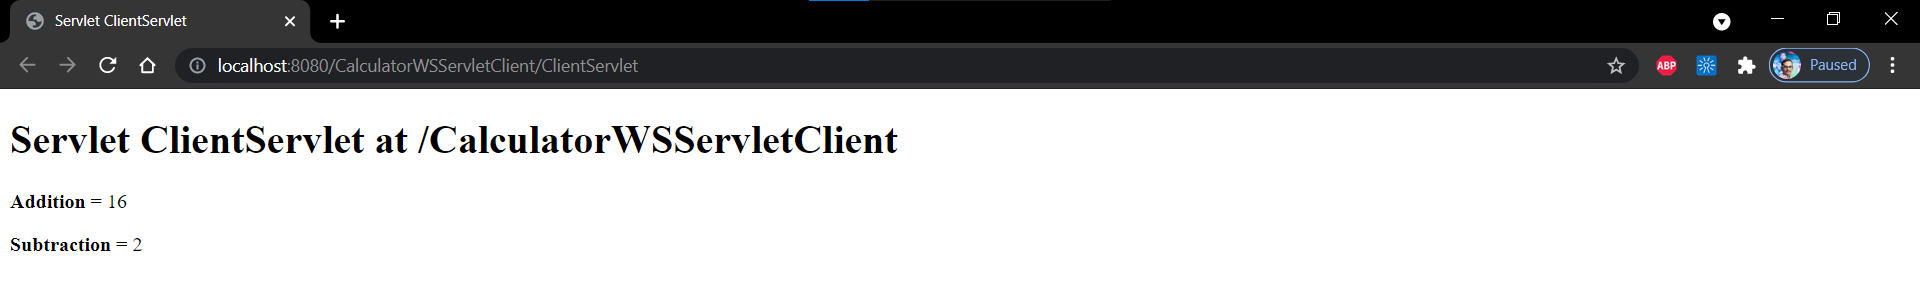 Servlet ClientServlet
localhost:8080/CalculatorWSServletClient/ClientServlet
ABP
Paused
Servlet ClientServlet at /CalculatorWSServletClient
Addition = 16
Subtraction = 2